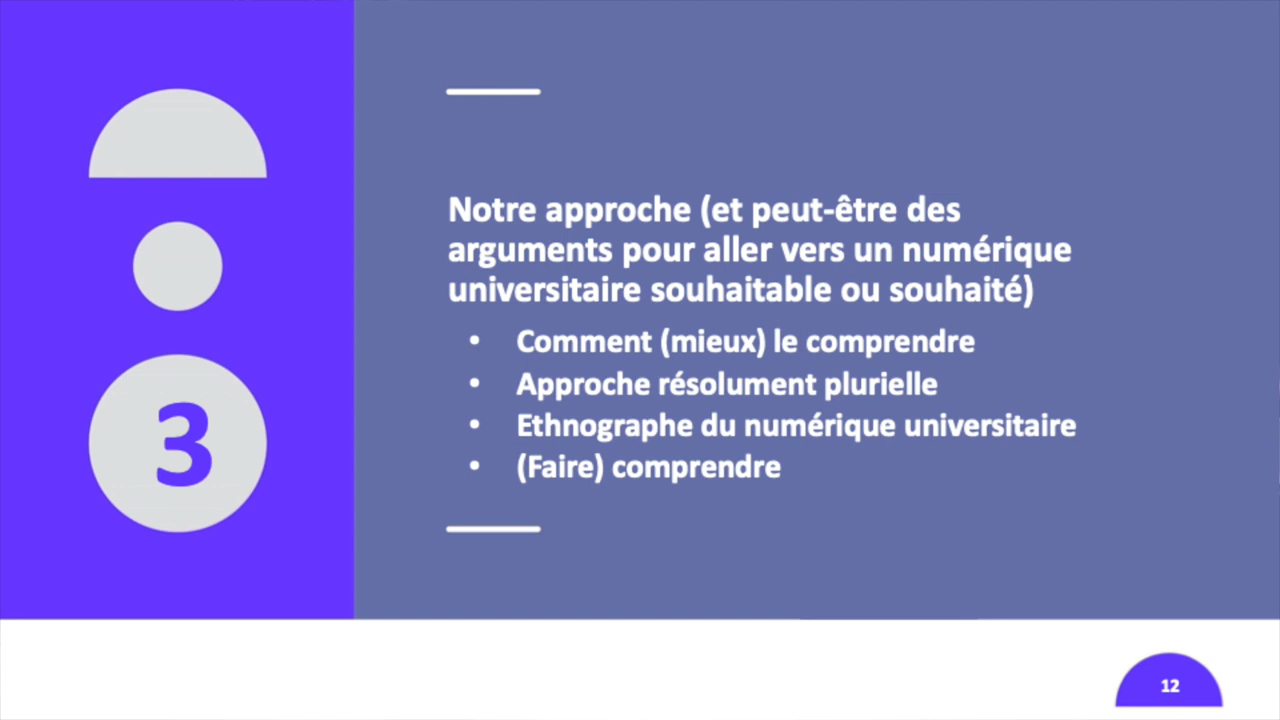 3
Notre approche (et peut-être des
arguments pour aller vers un numérique
universitaire souhaitable ou souhaité)
• Comment (mieux) le comprendre
• Approche résolument plurielle
• Ethnographe du numérique universitaire
• (Faire) comprendre
12